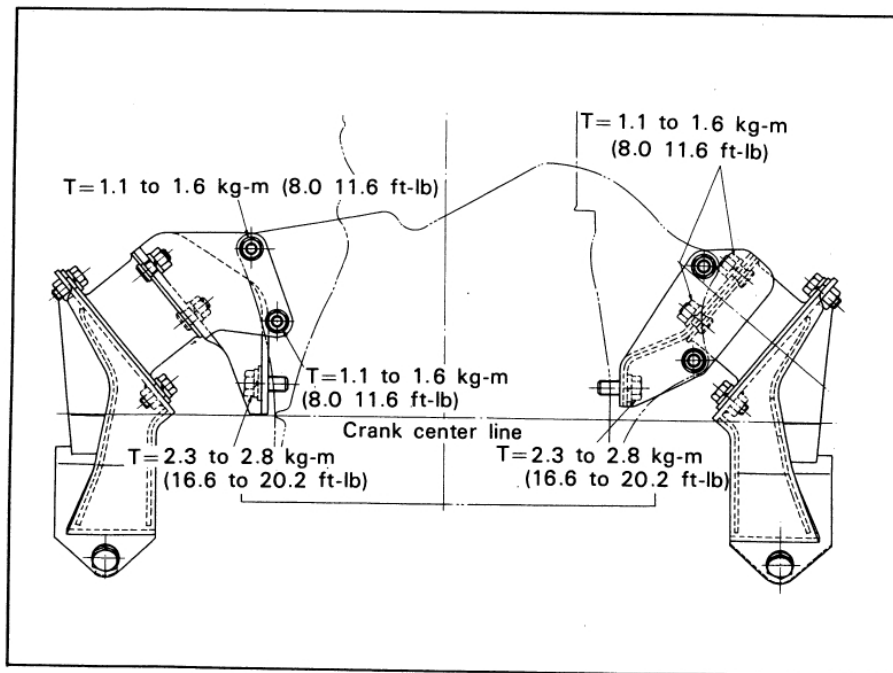 T=1.1 to 1.6 kg-m
(8.0 11.6 ft-lb)
T=1.1 to 1.6 kg-m (8.0 11.6 ft-lb)
T=1.1 to 1.6 kg-m
(8.0 11.6 ft-lb)
Crank center line
T=2.3 to 2.8 kg-m
(16.6 to 20.2 ft-lb)
T=2.3 to 2.8 kg-m
(16.6 to 20.2 ft-lb)